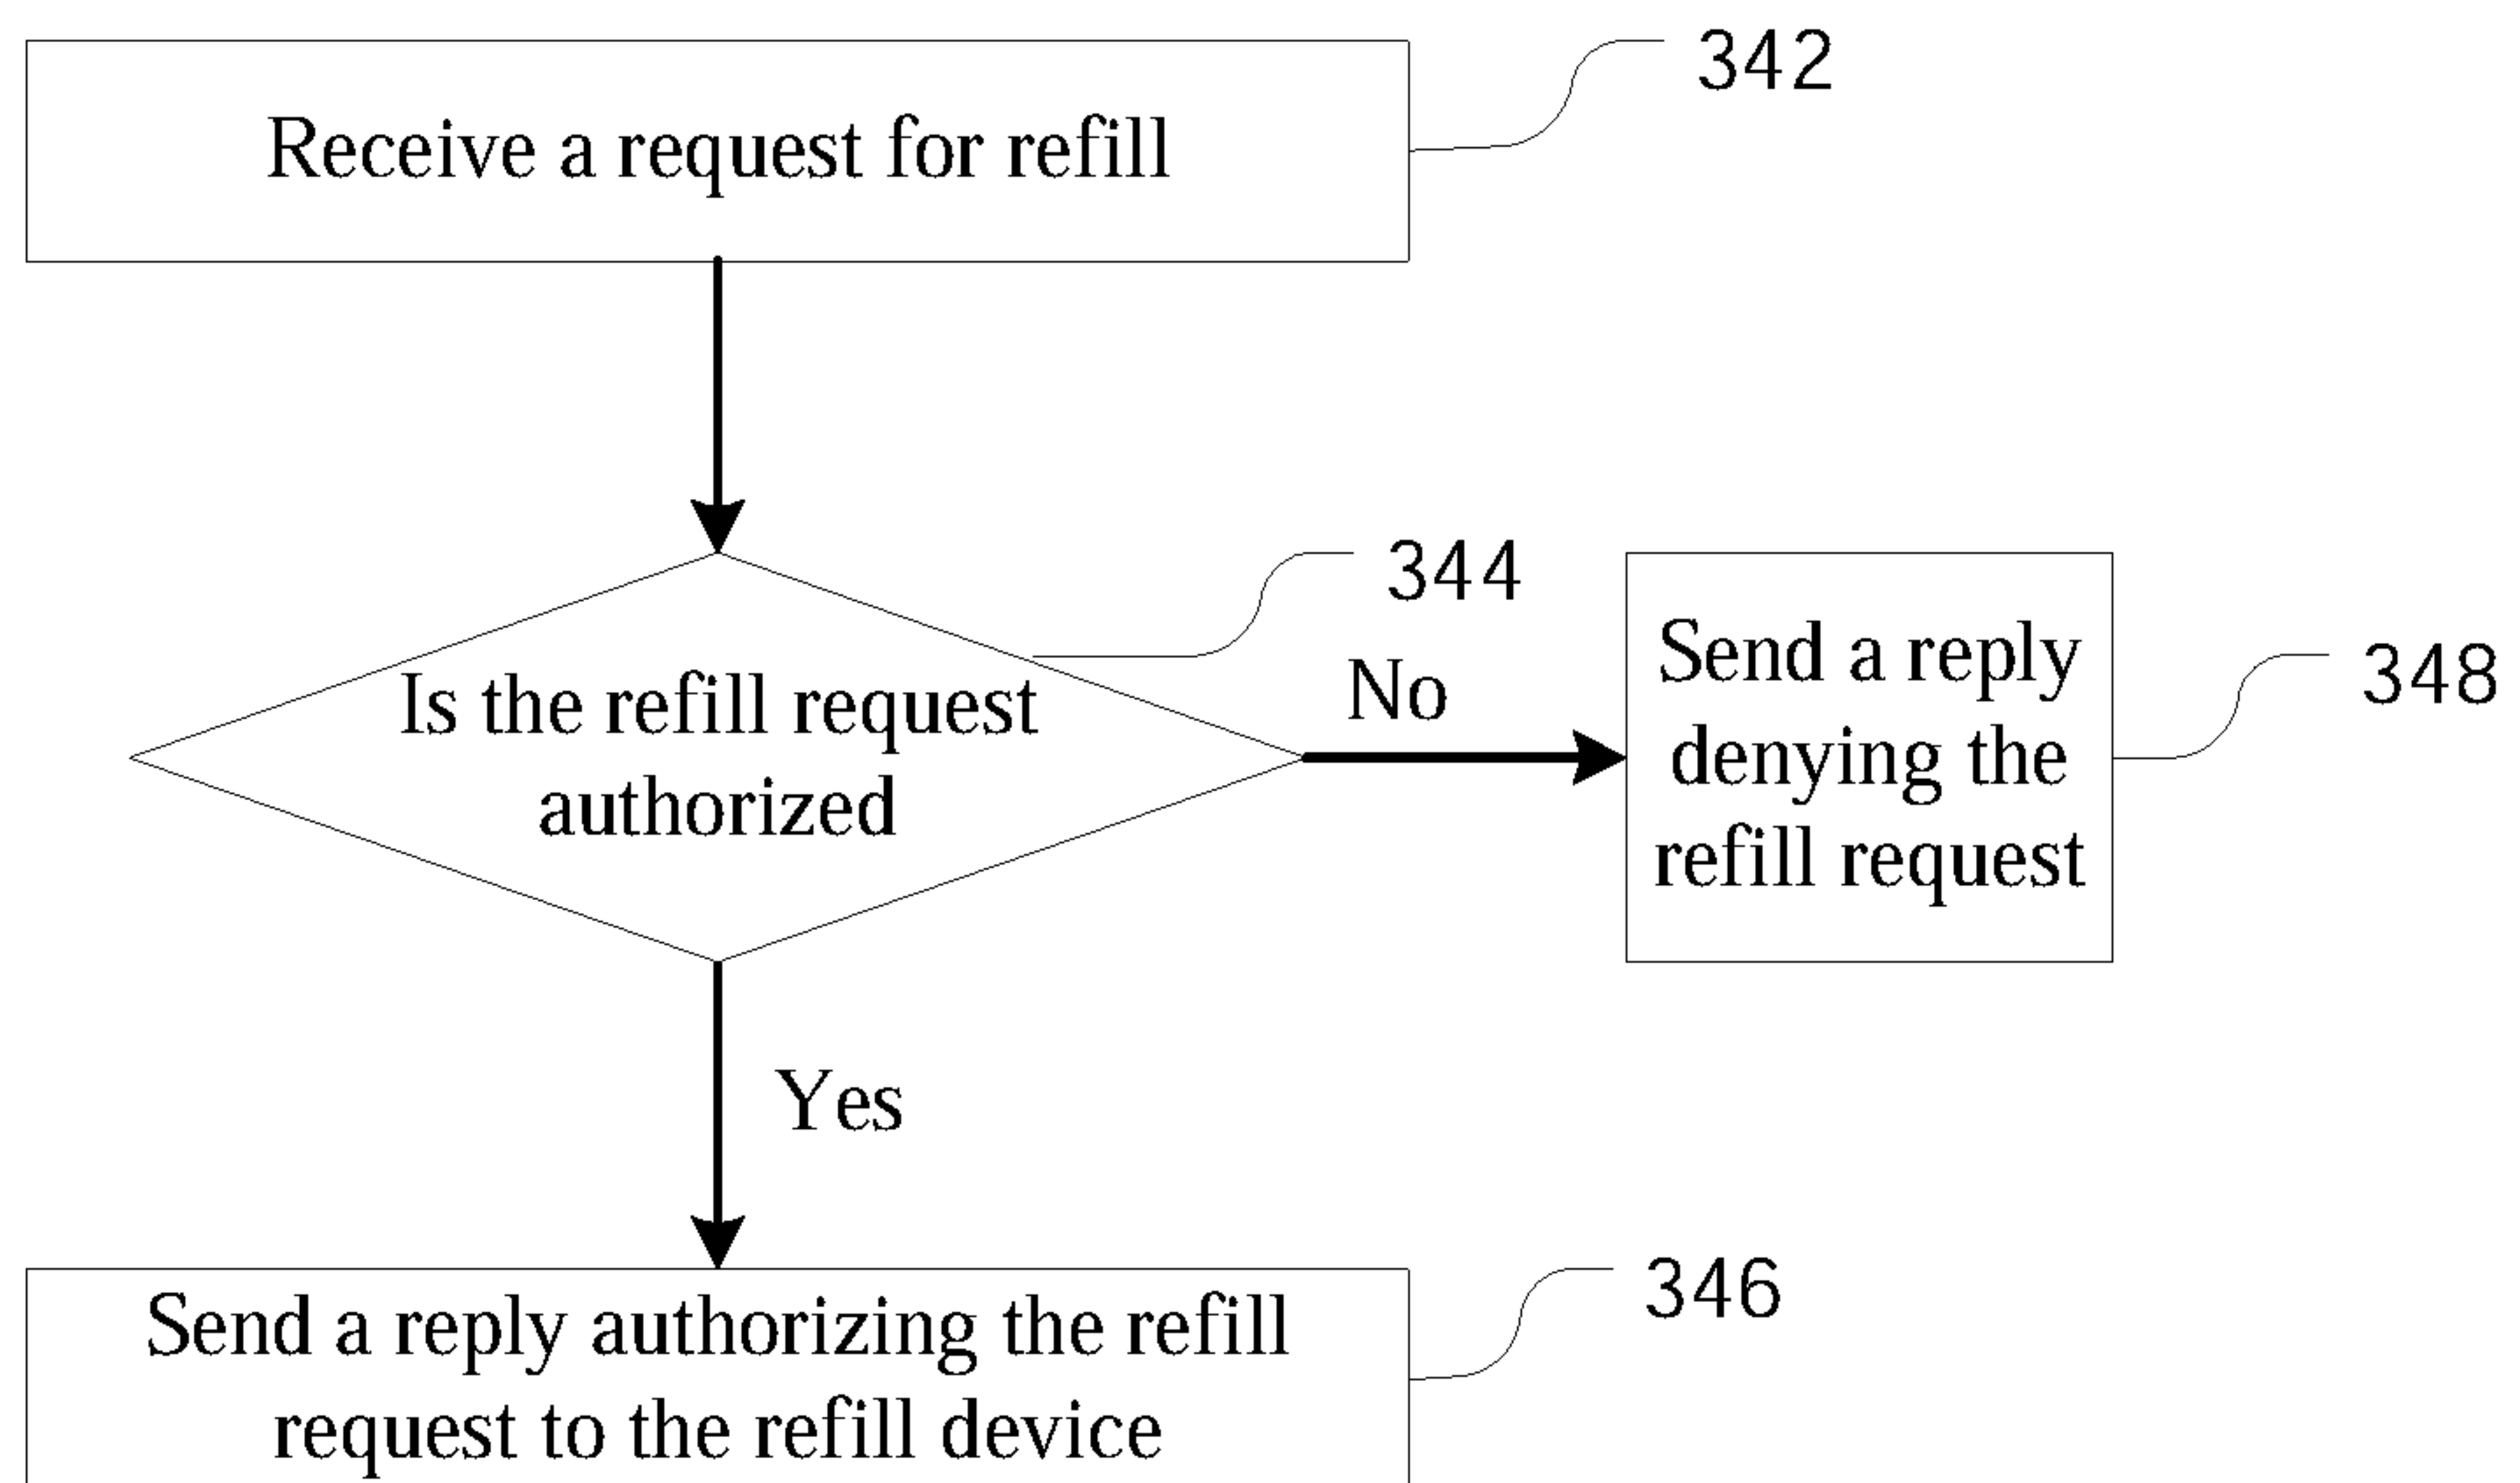 342
Receive a request for refill
344
Is the refill request
authorized
No
Send a reply
denying the
refill request
348
Yes
346
Send a reply authorizing the refill
request to the refill device